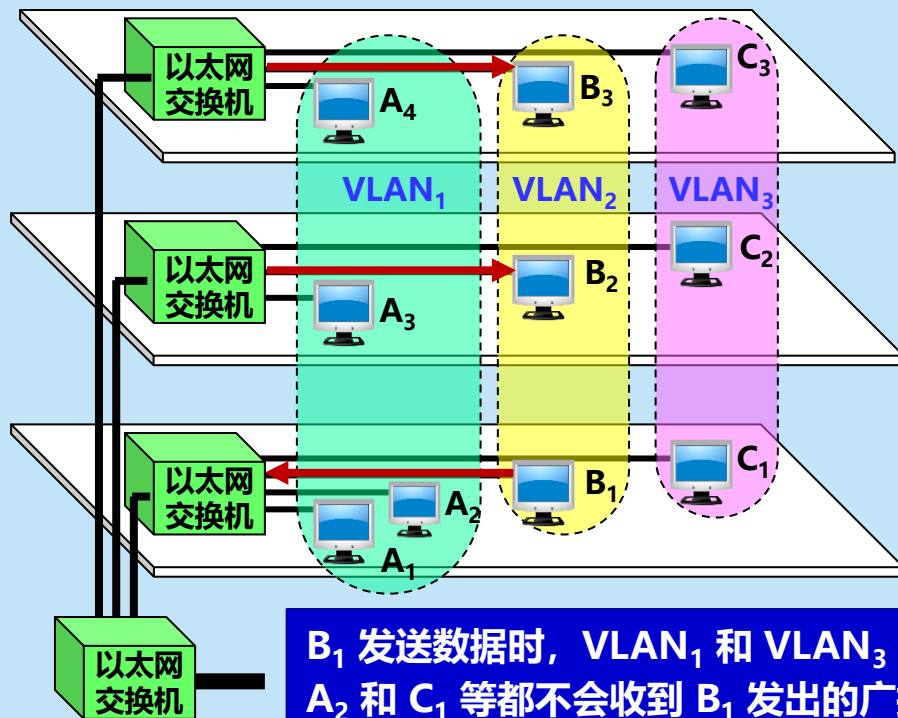 以太网
交换机
A₄
B₃
C₃
VLAN₁
VLAN₂
VLAN₃
以太网
交换机
A₃
B₂
C₂
以太网
交换机
A₂
A₁
B₁
C₁
以太网
交换机
B₁ 发送数据时，VLAN₁ 和 VLAN₃
A₂ 和 C₁ 等都不会收到 B₁ 发出的广